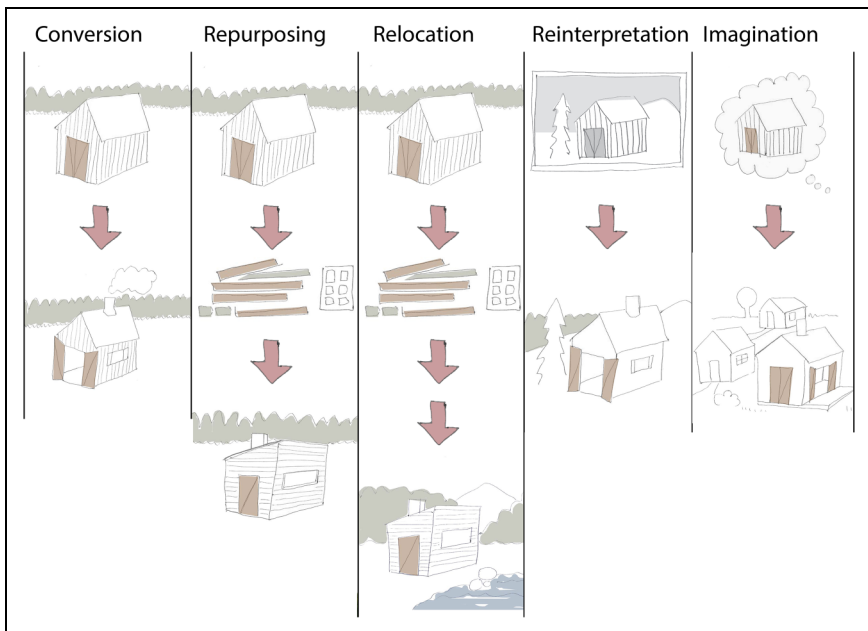 Conversion
Repurposing
Relocation
Reinterpretation
Imagination